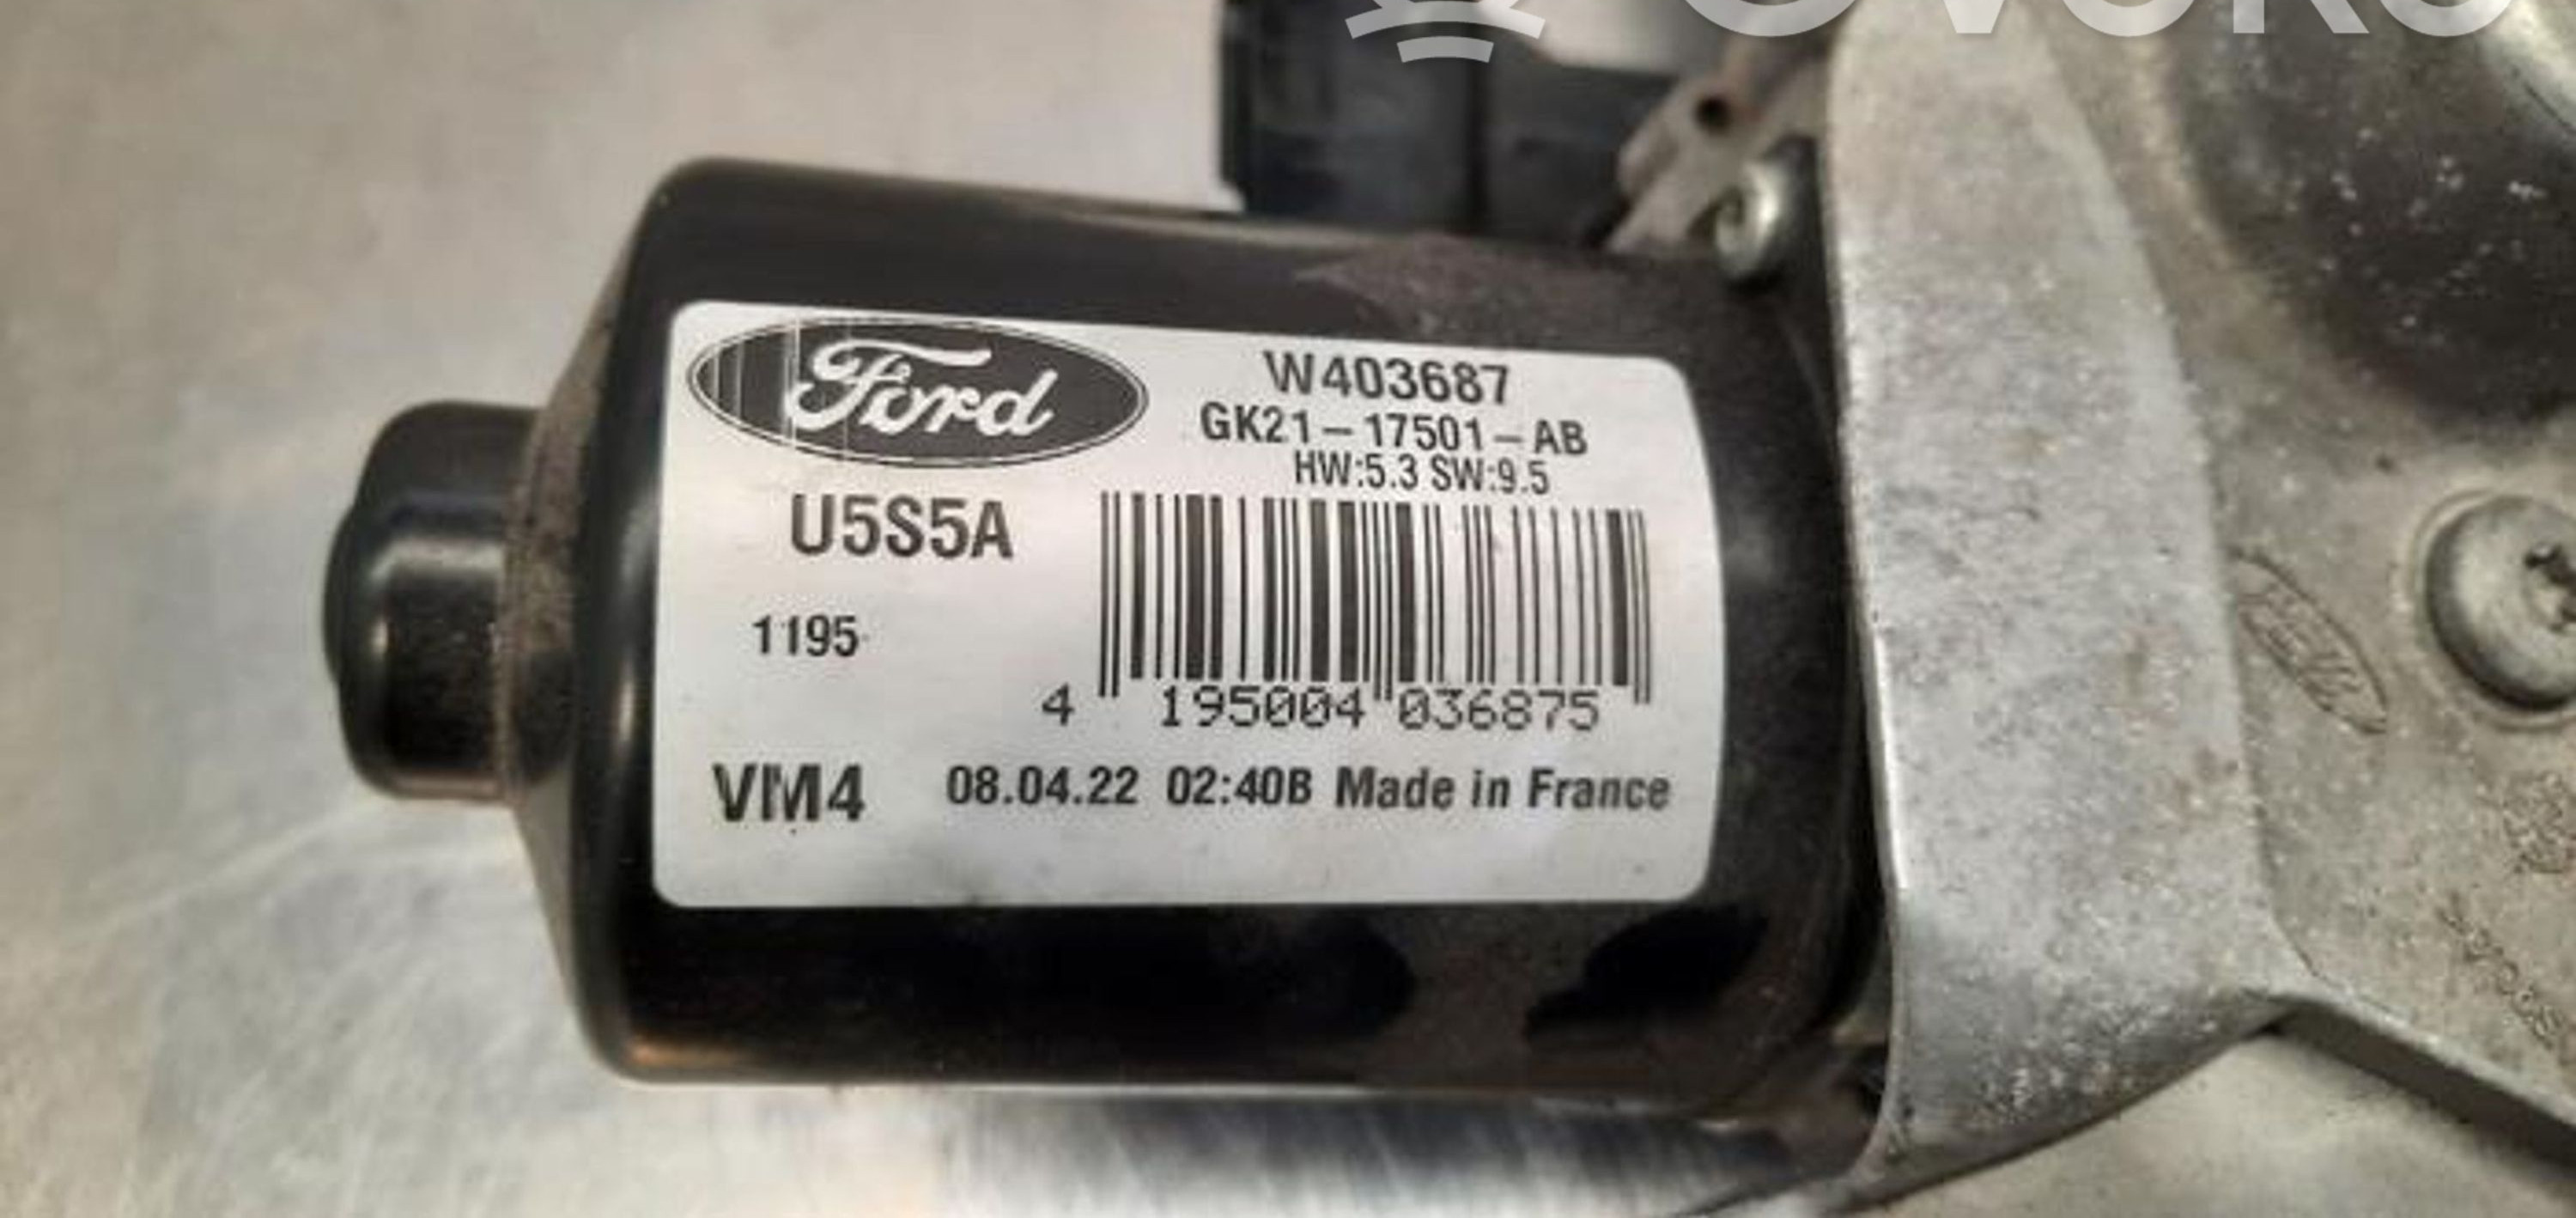 Ford
W403687
GK21-17501-AB
HW:5.3 SW:9.5
U5S5A
1195
4 195004 036875
VM4 08.04.22 02:40B Made in France